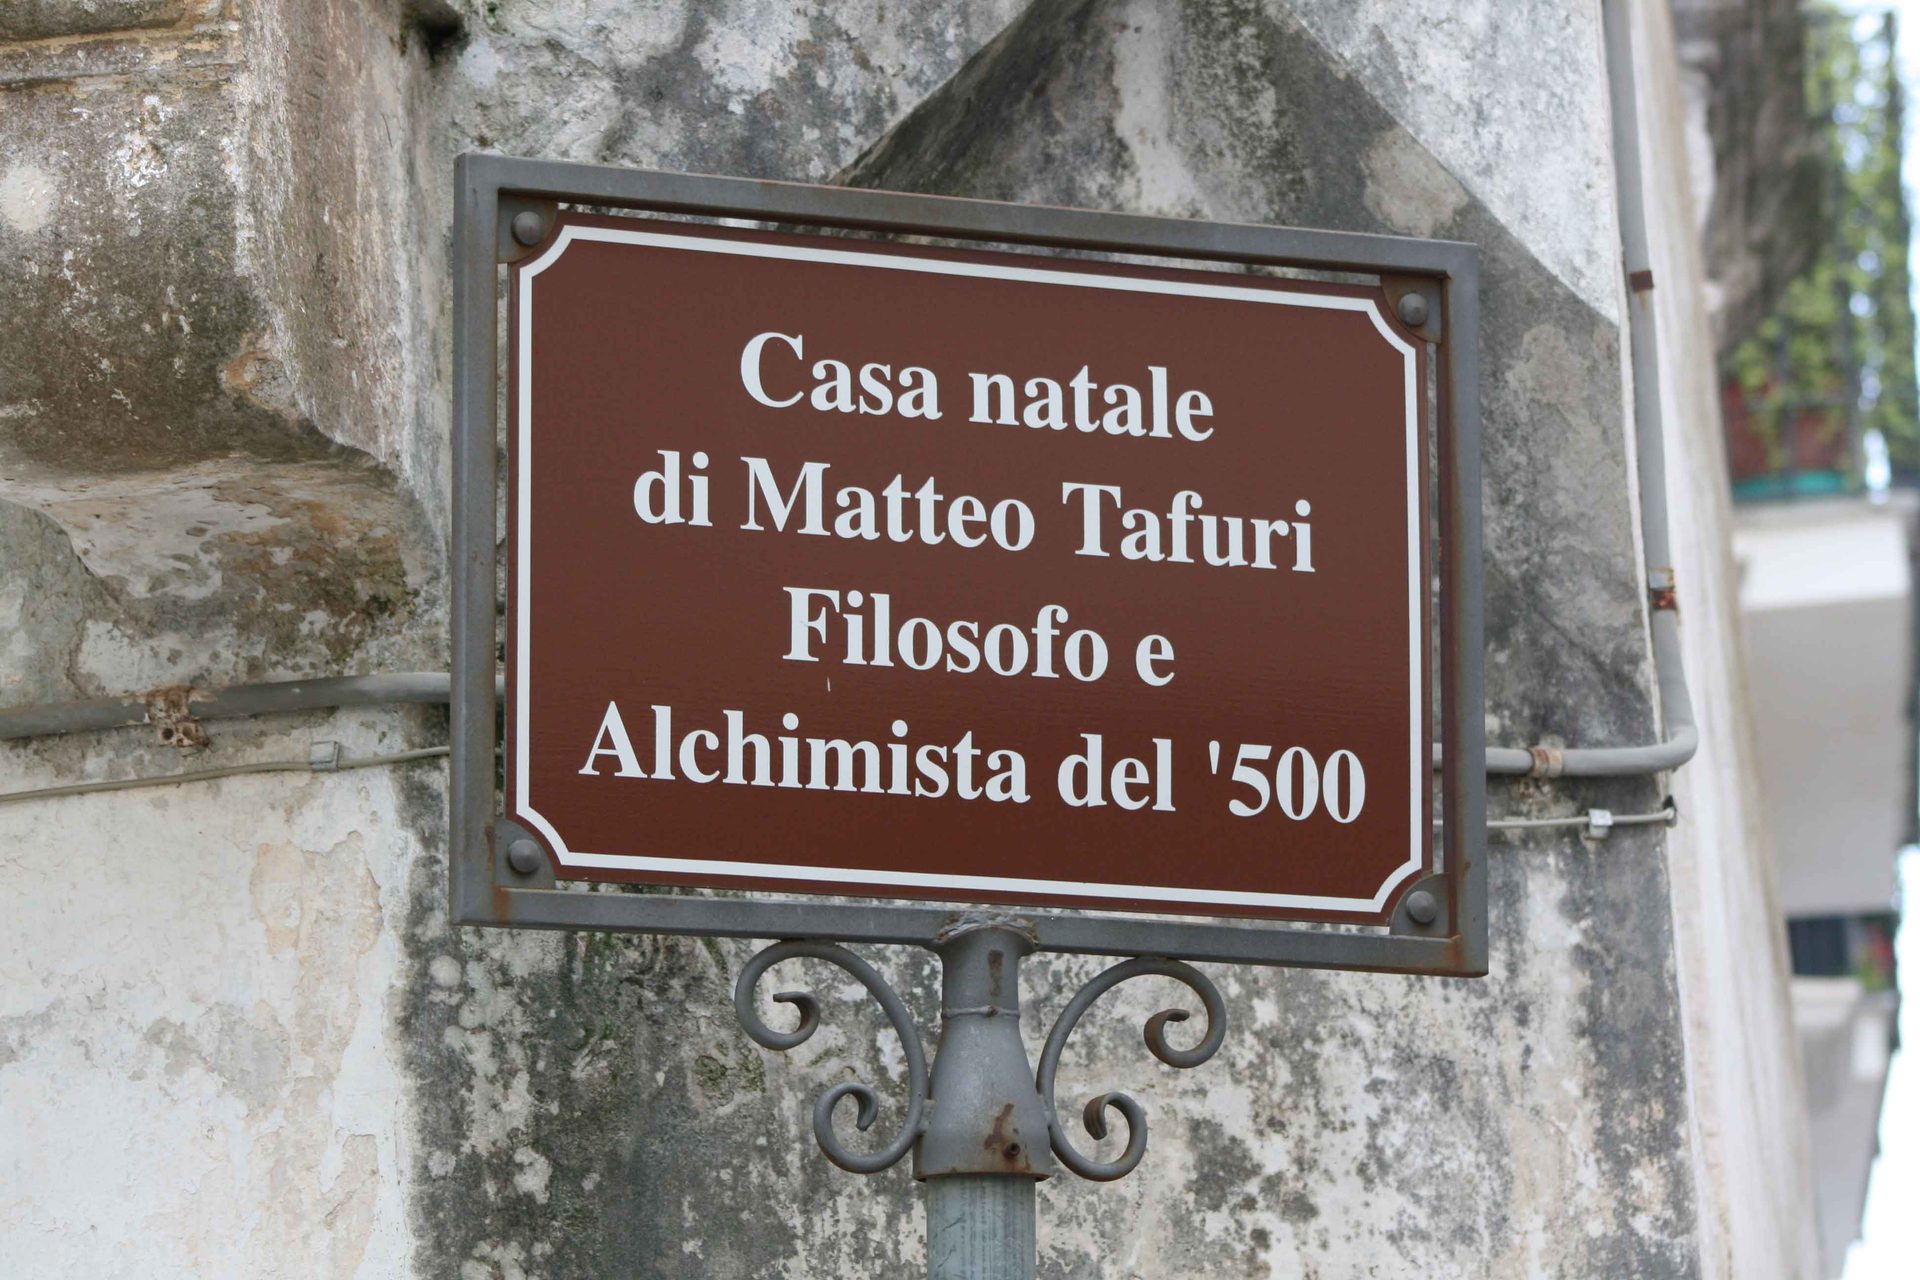 Casa natale
di Matteo Tafuri
Filosofo e
Alchimista del '500